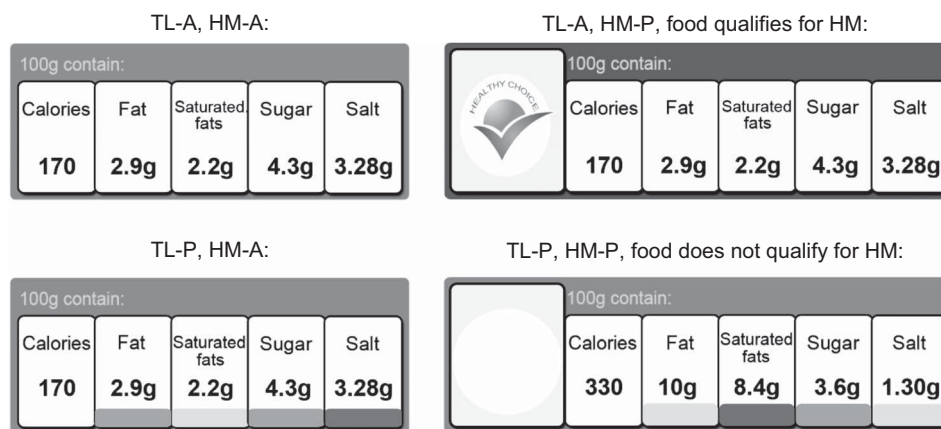 TL-A, HM-A:
100g contain:
Calories Fat Saturated fats Sugar Salt
170 2.9g 2.2g 4.3g 3.28g
TL-A, HM-P, food qualifies for HM:
HEALTHY CHOICE
100g contain:
Calories Fat Saturated fats Sugar Salt
170 2.9g 2.2g 4.3g 3.28g
TL-P, HM-A:
100g contain:
Calories Fat Saturated fats Sugar Salt
170 2.9g 2.2g 4.3g 3.28g
TL-P, HM-P, food does not qualify for HM:
100g contain:
Calories Fat Saturated fats Sugar Salt
330 10g 8.4g 3.6g 1.30g